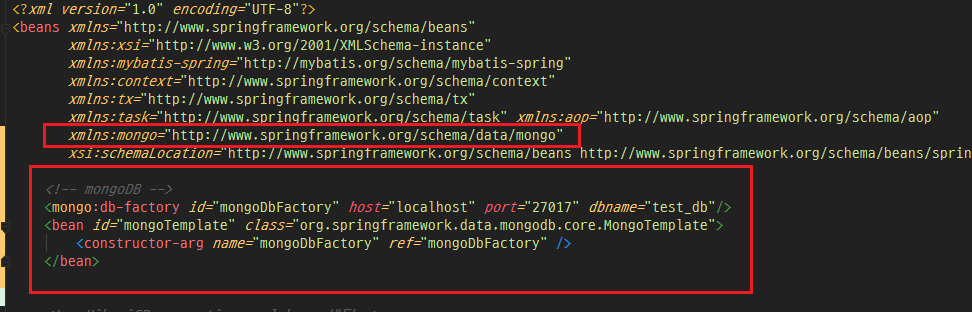 <?xml version="1.0" encoding="UTF-8"?>
<beans xmlns="http://www.springframework.org/schema/beans"
xmlns:xsi="http://www.w3.org/2001/XMLSchema-instance"
xmlns:mybatis-spring="http://mybatis.org/schema/mybatis-spring"
xmlns:context="http://www.springframework.org/schema/context"
xmlns:tx="http://www.springframework.org/schema/tx"
xmlns:task="http://www.springframework.org/schema/task" xmlns:aop="http://www.springframework.org/schema/aop"
xmlns:mongo="http://www.springframework.org/schema/data/mongo"
xsi:schemaLocation="http://www.springframework.org/schema/beans http://www.springframework.org/schema/beans/sprin
<!-- mongoDB -->
<mongo:db-factory id="mongoDbFactory" host="localhost" port="27017" dbname="test_db"/>
<bean id="mongoTemplate" class="org.springframework.data.mongodb.core.MongoTemplate">
<constructor-arg name="mongoDbFactory" ref="mongoDbFactory" />
</bean>